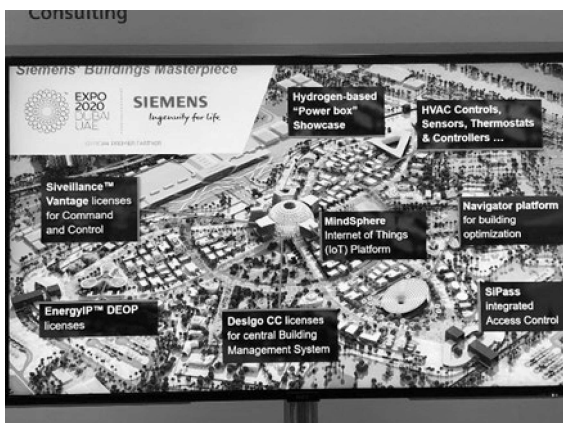 Consulting
Siemens' Buildings Masterpiece
EXPO
2020
DUBAI
UAE
SIEMENS
Ingenuity for life
Hydrogen-based
"Power box"
Showcase
HVAC Controls,
Sensors, Thermostats
& Controllers ...
Siveillance™
Vantage licenses
for Command
and Control
MindSphere
Internet of Things
(IoT) Platform
Navigator platform
for building
optimization
EnergyIP™ DEOP
licenses
Desigo CC licenses
for central Building
Management System
SiPass
integrated
Access Control